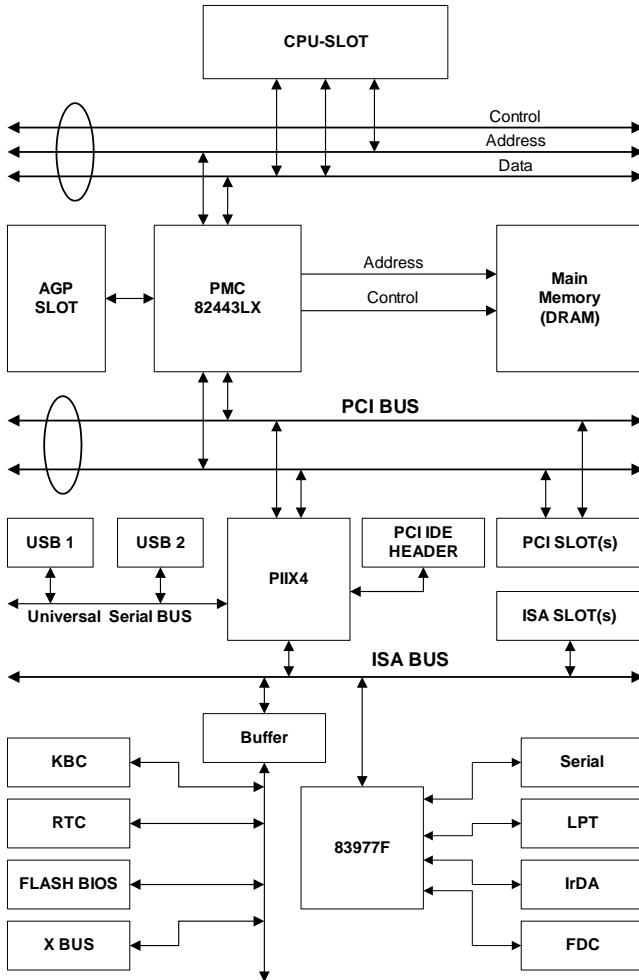 CPU-SLOT
Control
Address
Data
AGP
SLOT
PMC
82443LX
Address
Control
Main
Memory
(DRAM)
PCI BUS
USB 1
USB 2
PIIX4
PCI IDE
HEADER
PCI SLOT(s)
Universal Serial BUS
ISA SLOT(s)
ISA BUS
Buffer
KBC
RTC
FLASH BIOS
X BUS
83977F
Serial
LPT
IrDA
FDC